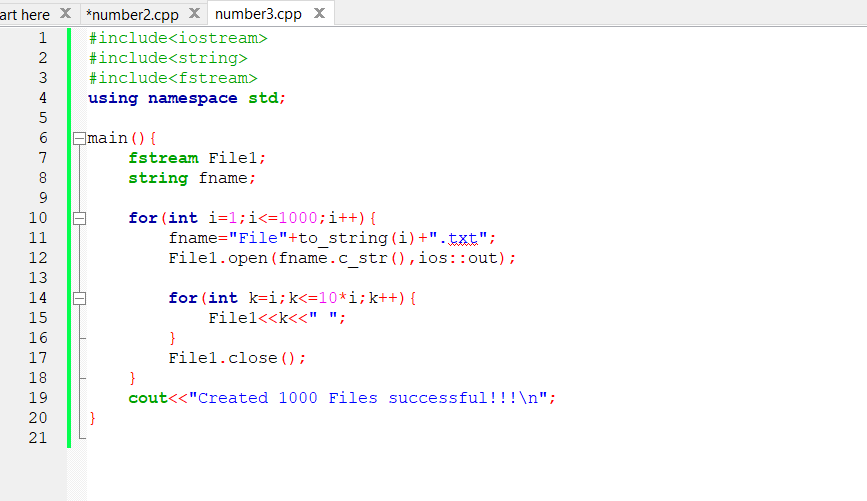 art here X *number2.cpp X number3.cpp X
1 #include<iostream>
2 #include<string>
3 #include<fstream>
4 using namespace std;
5
6 main(){
7     fstream File1;
8     string fname;
9
10     for(int i=1;i<=1000;i++){
11         fname="File"+to_string(i)+".txt";
12         File1.open(fname.c_str(),ios::out);
13
14         for(int k=i;k<=10*i;k++){
15             File1<<k<<" ";
16         }
17         File1.close();
18     }
19     cout<<"Created 1000 Files successful!!!\n";
20 }
21